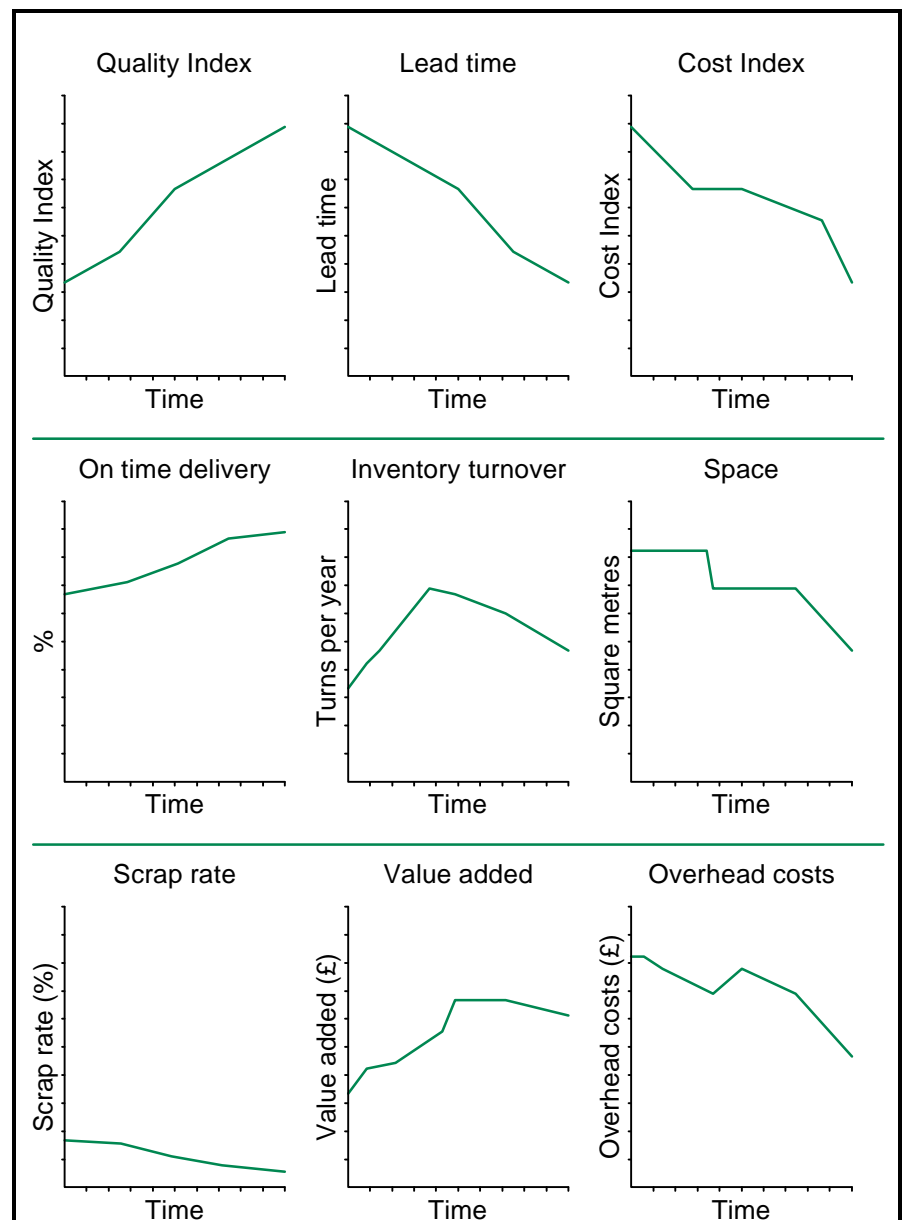 Quality Index
Lead time
Cost Index
Quality Index
Lead time
Cost Index
Time
Time
Time
On time delivery
Inventory turnover
Space
%
Turns per year
Square metres
Time
Time
Time
Scrap rate
Value added
Overhead costs
Scrap rate (%)
Value added (£)
Overhead costs (£)
Time
Time
Time